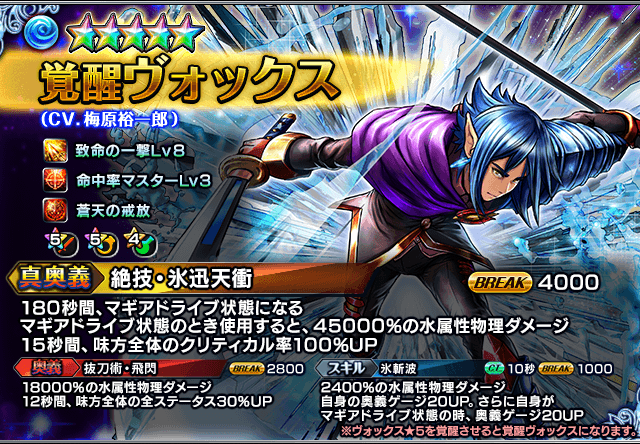 覚醒ヴォックス
(CV.梅原裕一郎)
致命の一撃Lv8
命中率マスターLv3
蒼天の戒放
5 5 4
真奥義 絶技・氷迅天衝 BREAK 4000
180秒間、マギアドライブ状態になる
マギアドライブ状態のとき使用すると、45000%の水属性物理ダメージ
15秒間、味方全体のクリティカル率100%UP
奥義 抜刀術・飛閃 BREAK 2800
18000%の水属性物理ダメージ
12秒間、味方全体の全ステータス30%UP
スキル 氷斬波 CT 10秒 BREAK 1000
2400%の水属性物理ダメージ
自身の奥義ゲージ20UP。さらに自身が
マギアドライブ状態の時、奥義ゲージ20UP
※ヴォックス★5を覚醒させると覚醒ヴォックスになります。